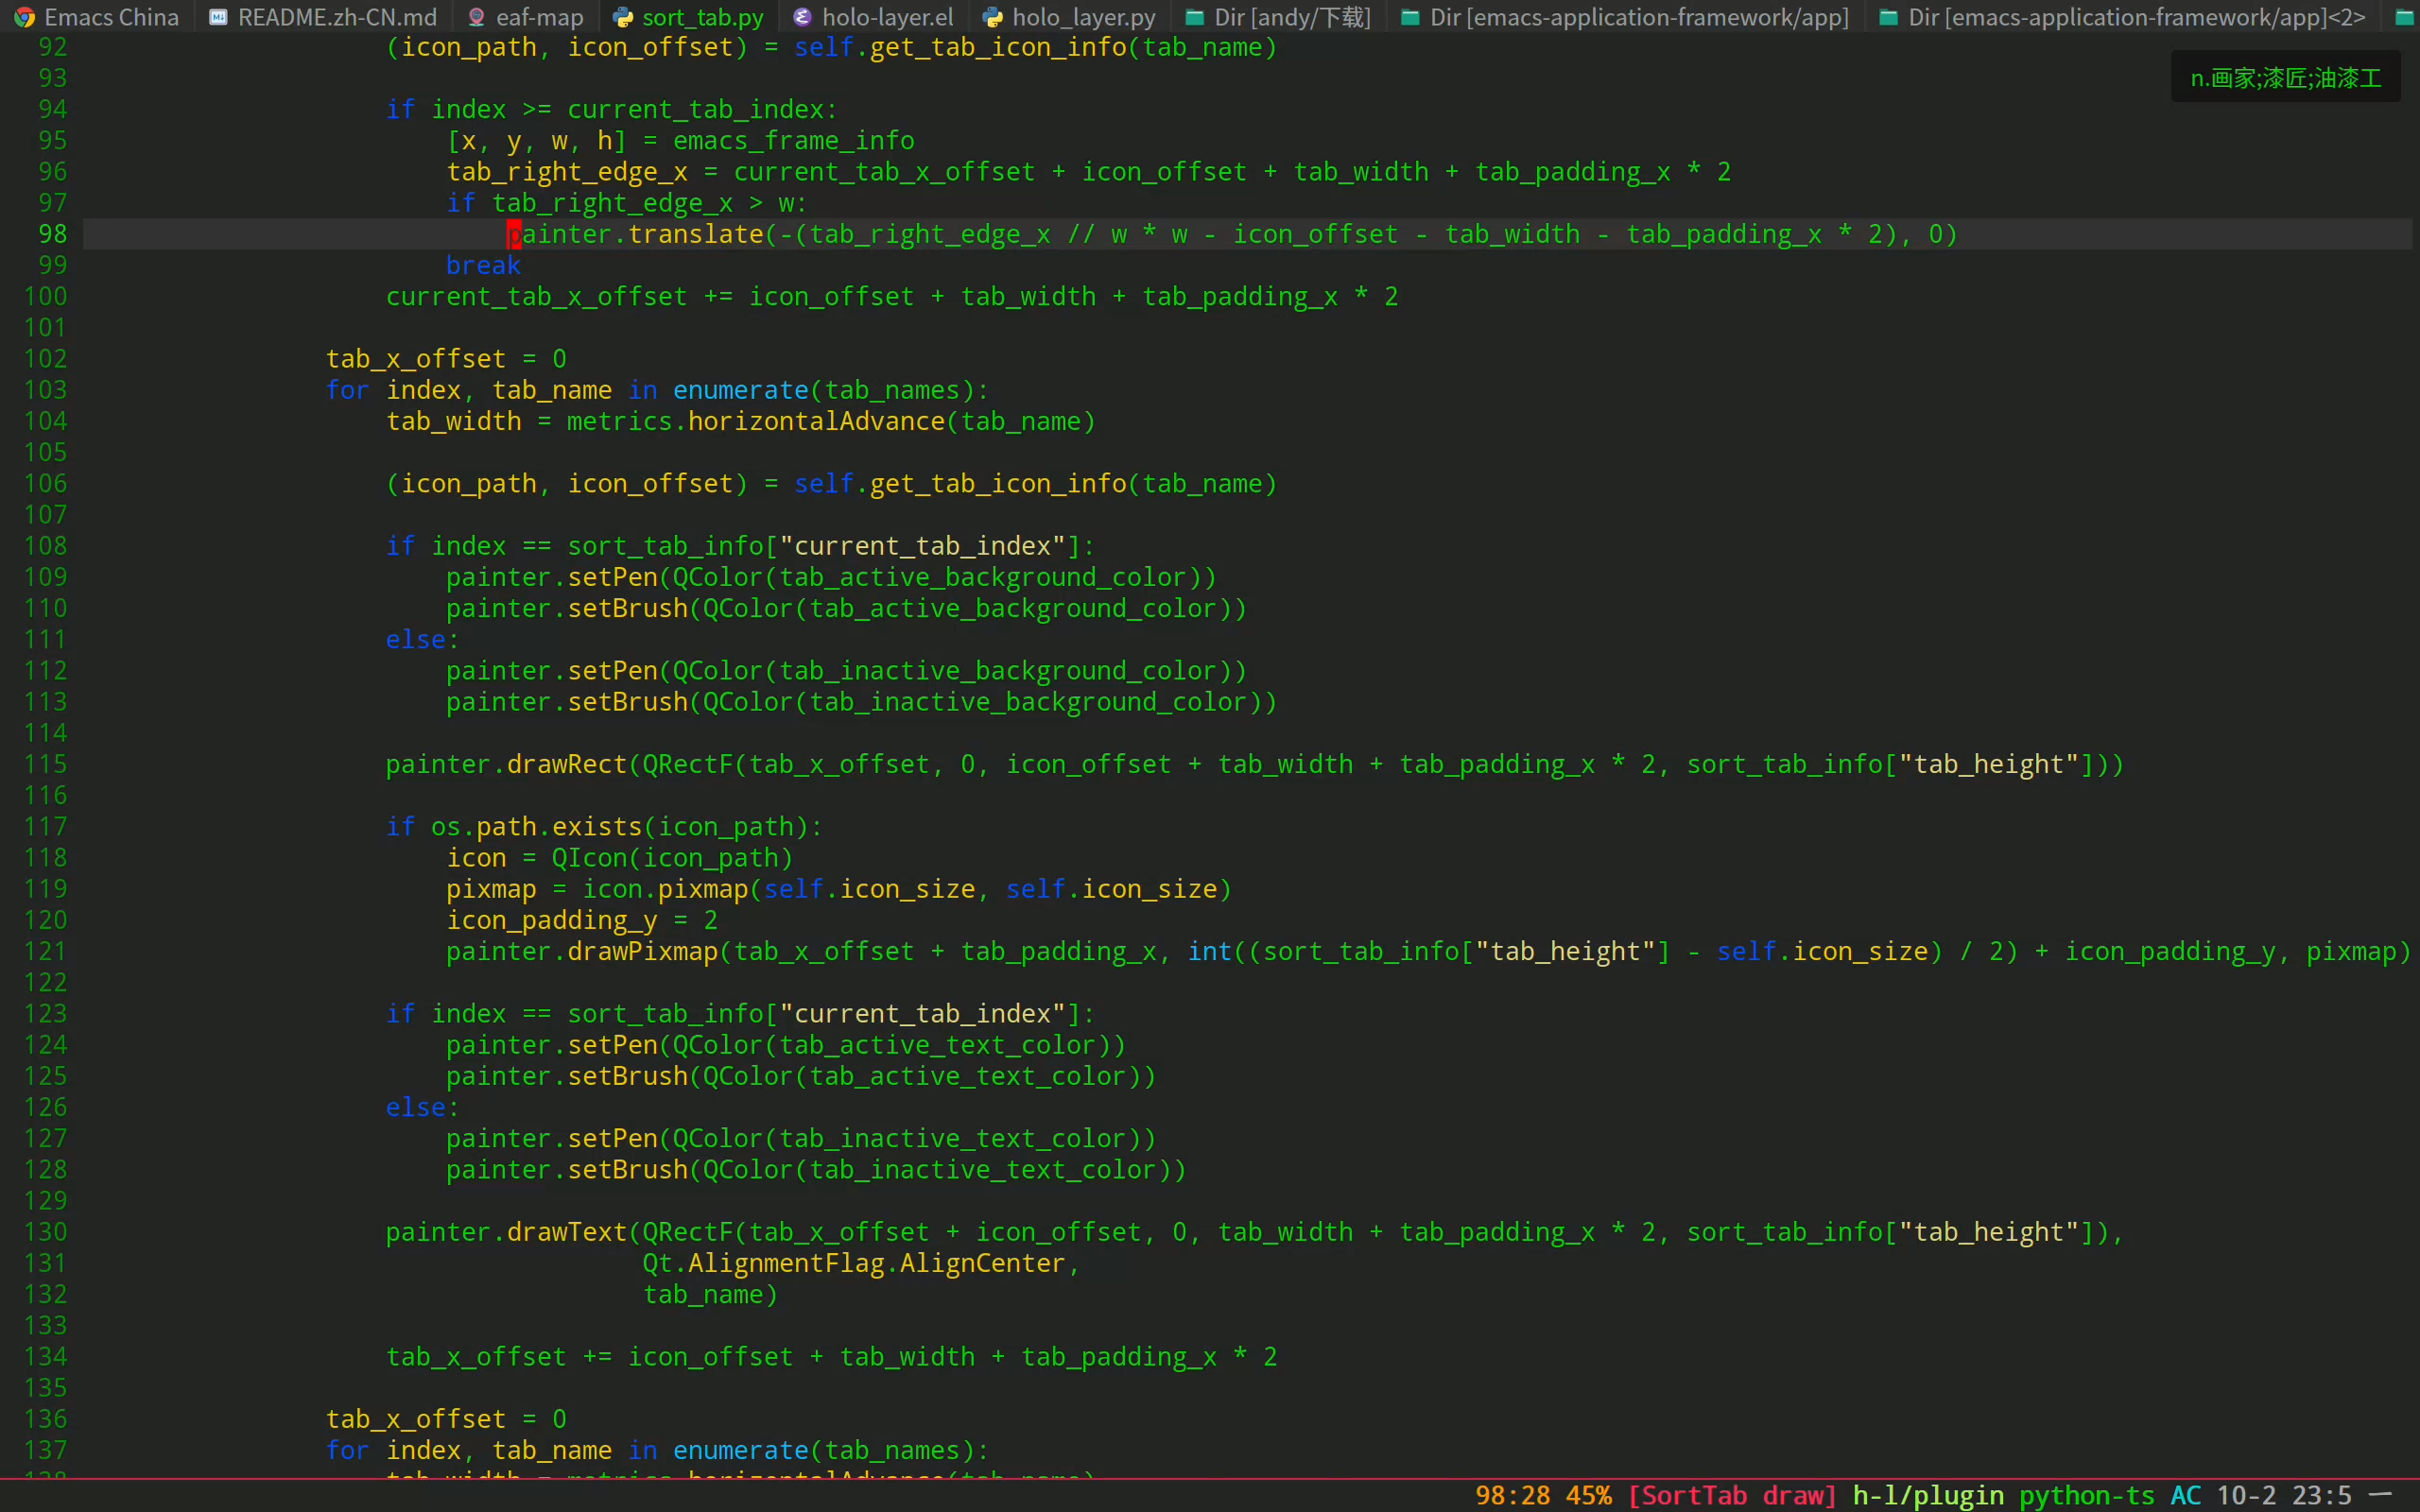 Emacs China README.zh-CN.md eaf-map sort_tab.py holo-layer.el holo_layer.py Dir [andy/下载] Dir [emacs-application-framework/app] Dir [emacs-application-framework/app]<2>
92 (icon_path, icon_offset) = self.get_tab_icon_info(tab_name)
93
n.画家;漆匠;油漆工
94 if index >= current_tab_index:
95 [x, y, w, h] = emacs_frame_info
96 tab_right_edge_x = current_tab_x_offset + icon_offset + tab_width + tab_padding_x * 2
97 if tab_right_edge_x > w:
98 painter.translate(-(tab_right_edge_x // w * w - icon_offset - tab_width - tab_padding_x * 2), 0)
99 break
100 current_tab_x_offset += icon_offset + tab_width + tab_padding_x * 2
101
102 tab_x_offset = 0
103 for index, tab_name in enumerate(tab_names):
104 tab_width = metrics.horizontalAdvance(tab_name)
105
106 (icon_path, icon_offset) = self.get_tab_icon_info(tab_name)
107
108 if index == sort_tab_info["current_tab_index"]:
109 painter.setPen(QColor(tab_active_background_color))
110 painter.setBrush(QColor(tab_active_background_color))
111 else:
112 painter.setPen(QColor(tab_inactive_background_color))
113 painter.setBrush(QColor(tab_inactive_background_color))
114
115 painter.drawRect(QRectF(tab_x_offset, 0, icon_offset + tab_width + tab_padding_x * 2, sort_tab_info["tab_height"]))
116
117 if os.path.exists(icon_path):
118 icon = QIcon(icon_path)
119 pixmap = icon.pixmap(self.icon_size, self.icon_size)
120 icon_padding_y = 2
121 painter.drawPixmap(tab_x_offset + tab_padding_x, int((sort_tab_info["tab_height"] - self.icon_size) / 2) + icon_padding_y, pixmap)
122
123 if index == sort_tab_info["current_tab_index"]:
124 painter.setPen(QColor(tab_active_text_color))
125 painter.setBrush(QColor(tab_active_text_color))
126 else:
127 painter.setPen(QColor(tab_inactive_text_color))
128 painter.setBrush(QColor(tab_inactive_text_color))
129
130 painter.drawText(QRectF(tab_x_offset + icon_offset, 0, tab_width + tab_padding_x * 2, sort_tab_info["tab_height"]),
131 Qt.AlignmentFlag.AlignCenter,
132 tab_name)
133
134 tab_x_offset += icon_offset + tab_width + tab_padding_x * 2
135
136 tab_x_offset = 0
137 for index, tab_name in enumerate(tab_names):
138 tab_width = metrics.horizontalAdvance(tab_name)
98:28 45% [SortTab draw] h-l/plugin python-ts AC 10-2 23:5 一